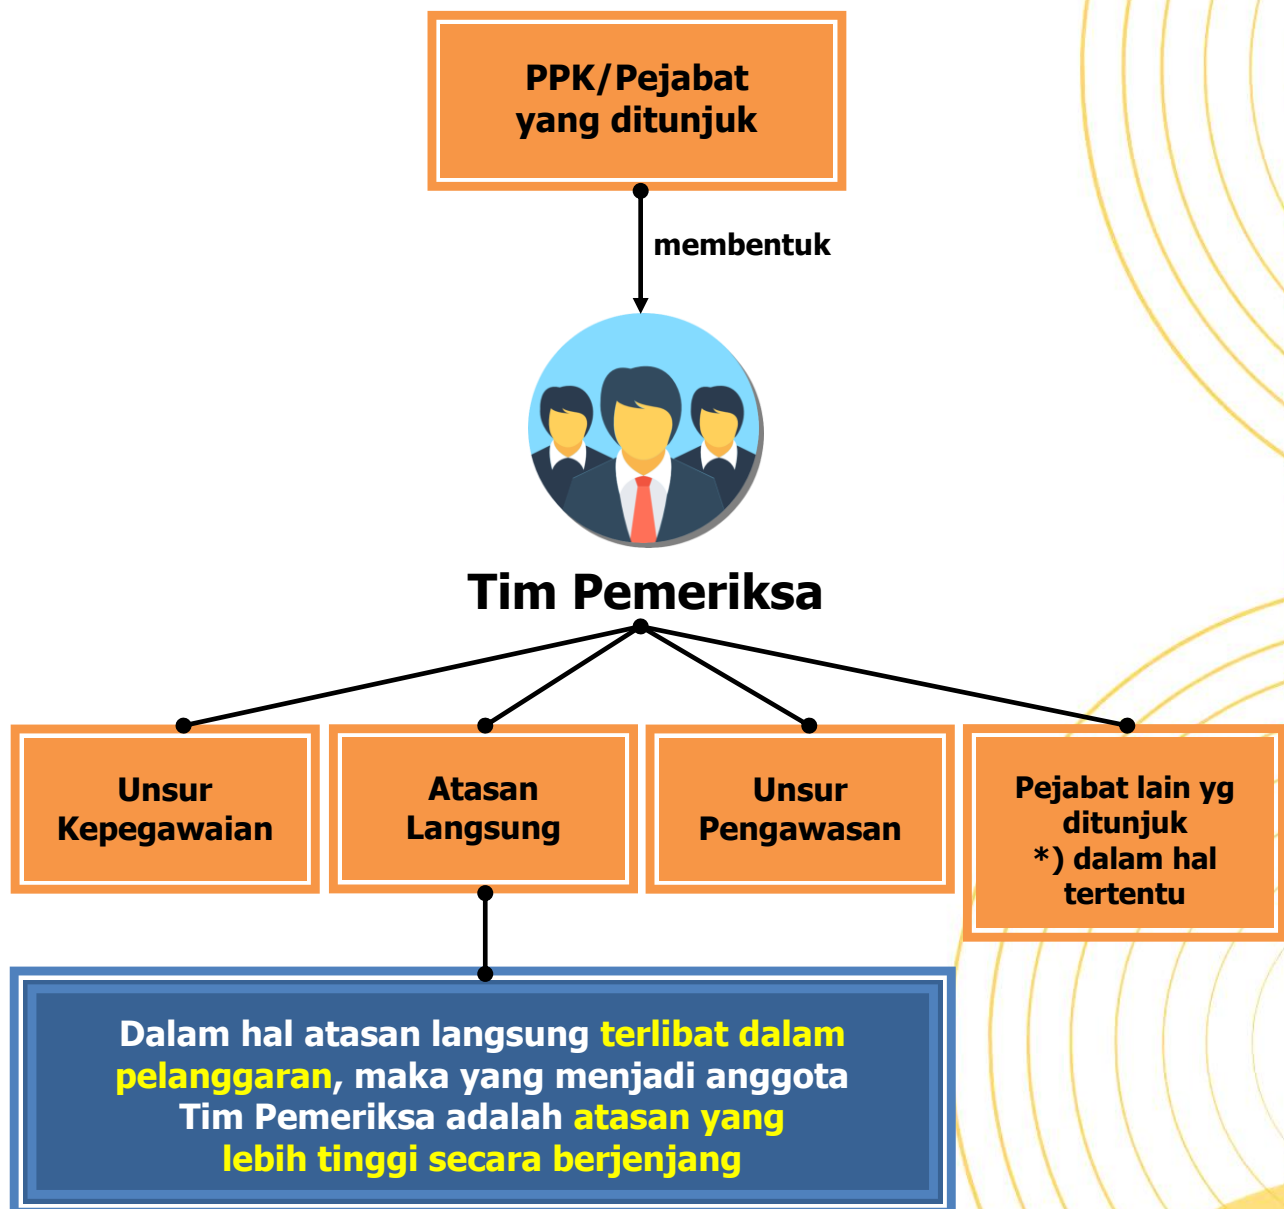 PPK/Pejabat
yang ditunjuk
membentuk
Tim Pemeriksa
Unsur
Kepegawaian
Atasan
Langsung
Unsur
Pengawasan
Pejabat lain yg
ditunjuk
*) dalam hal
tertentu
Dalam hal atasan langsung terlibat dalam
pelanggaran, maka yang menjadi anggota
Tim Pemeriksa adalah atasan yang
lebih tinggi secara berjenjang